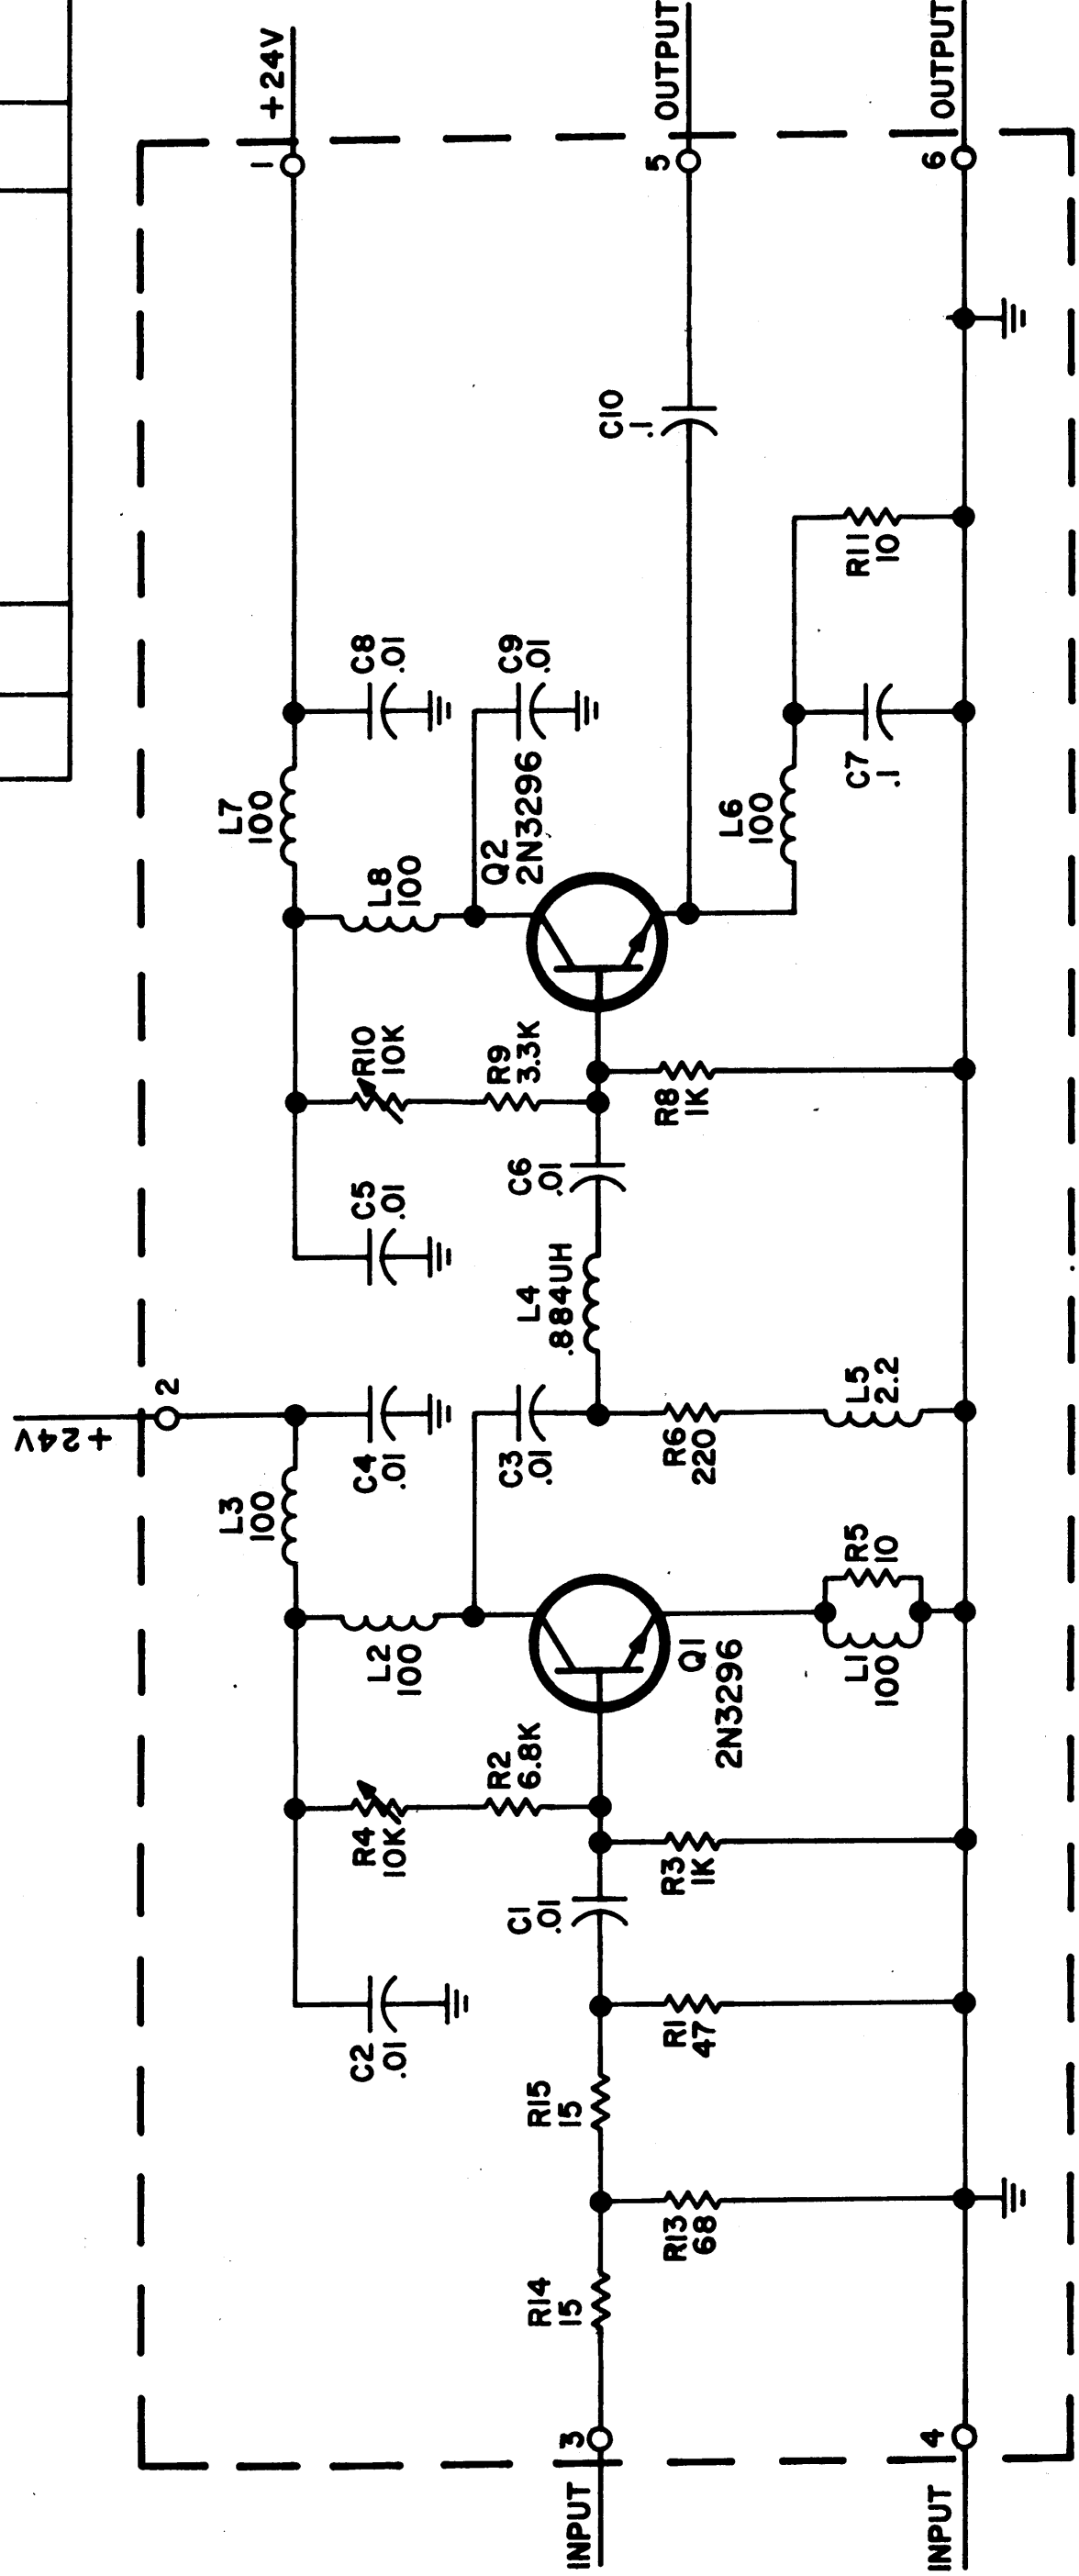 +24V
1
L7
100
C8
.01
L8
100
C9
.01
Q2
2N3296
OUTPUT
5
C10
.1
L6
100
C7
.1
R11
10
OUTPUT
6
R10
10K
R9
3.3K
R8
1K
C5
.01
C6
.01
L4
.884UH
+24V
2
L3
100
C4
.01
C3
.01
R6
220
L5
2.2
L2
100
Q1
2N3296
R5
10
L1
100
R4
10K
R2
6.8K
R3
1K
C1
.01
C2
.01
R15
15
R1
47
R14
15
R13
68
3
INPUT
4
INPUT